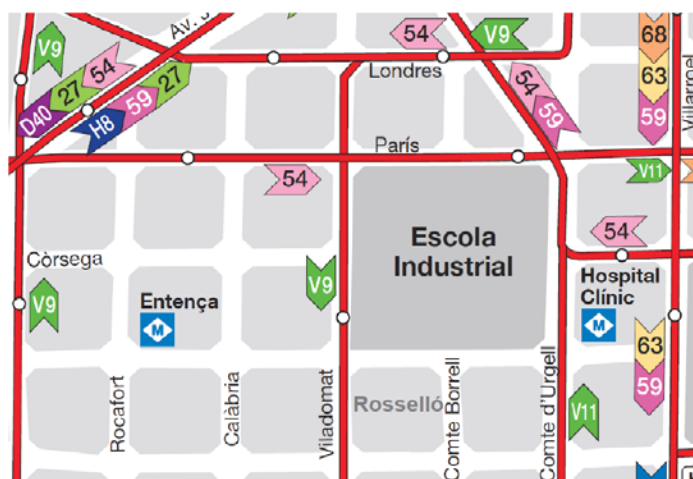 V9
Av. J
54
V9
68
Londres
D40 27 54
H8 59 27
54 59
63
59
Villarroel
París
54
V11
54
Escola
Industrial
Còrsega
V9
Entença
M
V9
Hospital
Clínic
M
63
59
Rocafort
Calàbria
Viladomat
Rosselló
Comte Borrell
Comte d'Urgell
V11